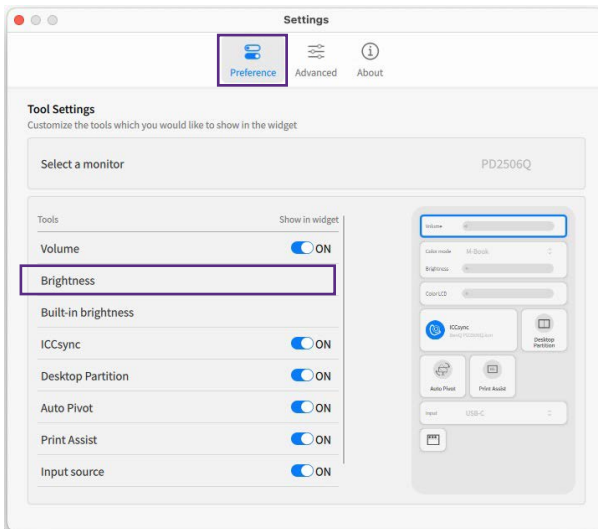 Settings
Preference Advanced About
Tool Settings
Customize the tools which you would like to show in the widget
Select a monitor PD2506Q
Tools Show in widget
Volume ON
Brightness
Built-in brightness
ICCsync ON
Desktop Partition ON
Auto Pivot ON
Print Assist ON
Input source ON
Volume
Color mode M-Book
Brightness
Color LCD
ICCsync
Desktop
Partition
Auto Pivot Print Assist
Input USB-C